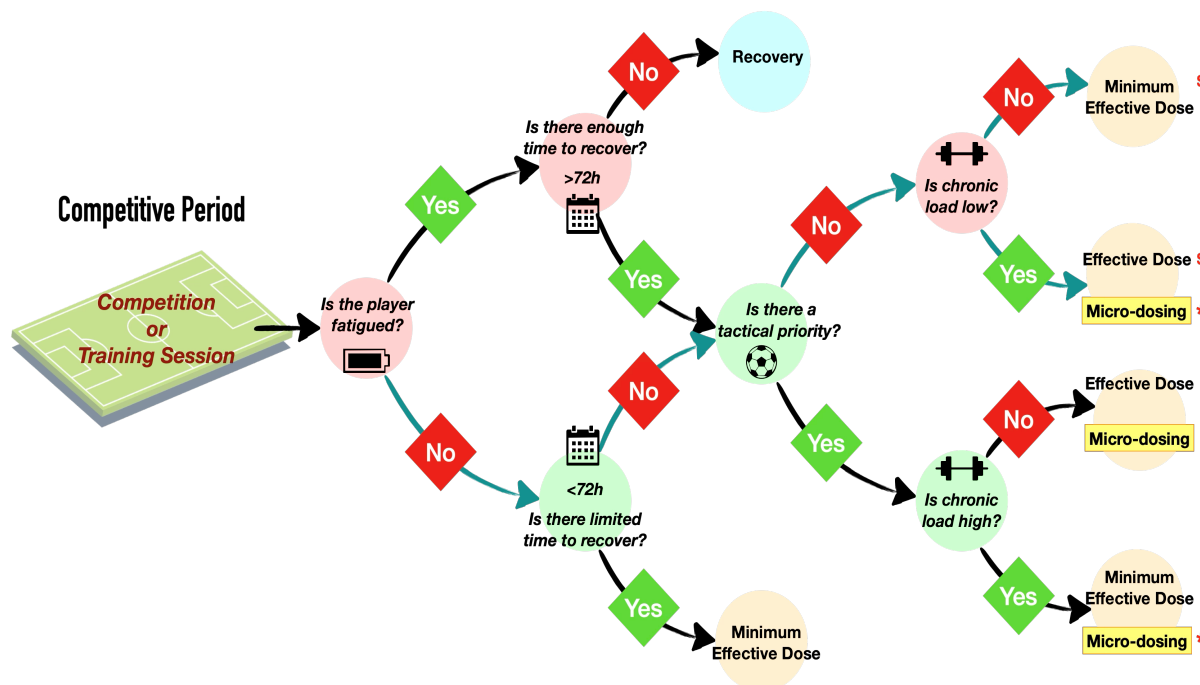 Competitive Period
Competition
or
Training Session
Is the player
fatigued?
Yes
No
Is there enough
time to recover?
>72h
No
Recovery
Yes
<72h
Is there limited
time to recover?
No
Yes
Minimum
Effective Dose
Is there a
tactical priority?
No
Yes
Is chronic
load low?
No
Minimum
Effective Dose
Yes
Effective Dose
Micro-dosing
*
Is chronic
load high?
No
Effective Dose
Micro-dosing
Yes
Minimum
Effective Dose
Micro-dosing
*